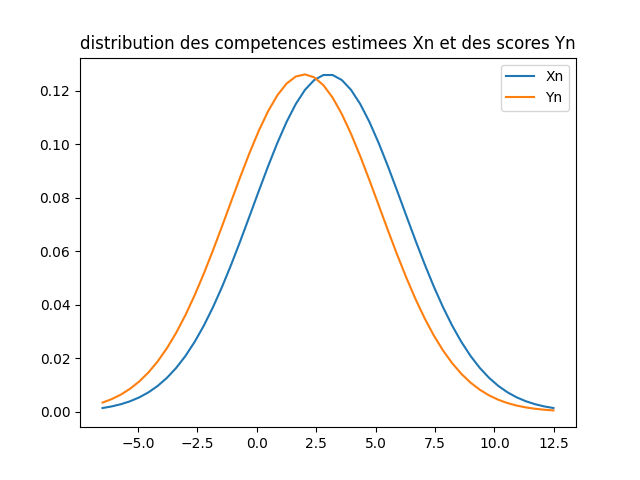 distribution des competences estimees Xn et des scores Yn
Xn
Yn
0.12
0.10
0.08
0.06
0.04
0.02
0.00
−5.0 −2.5 0.0 2.5 5.0 7.5 10.0 12.5